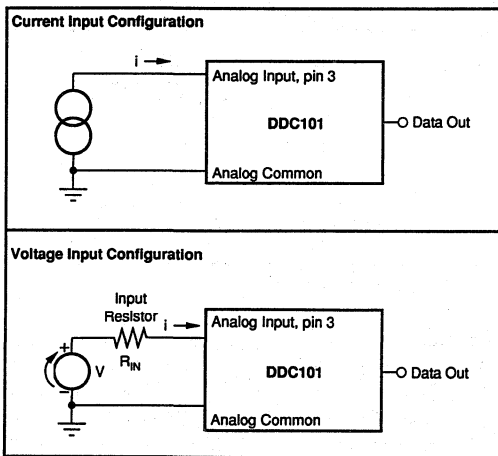 Current Input Configuration
i
Analog Input, pin 3
DDC101
Data Out
Analog Common
Voltage Input Configuration
Input
Resistor
i
Analog Input, pin 3
+
V
RIN
DDC101
Data Out
–
Analog Common